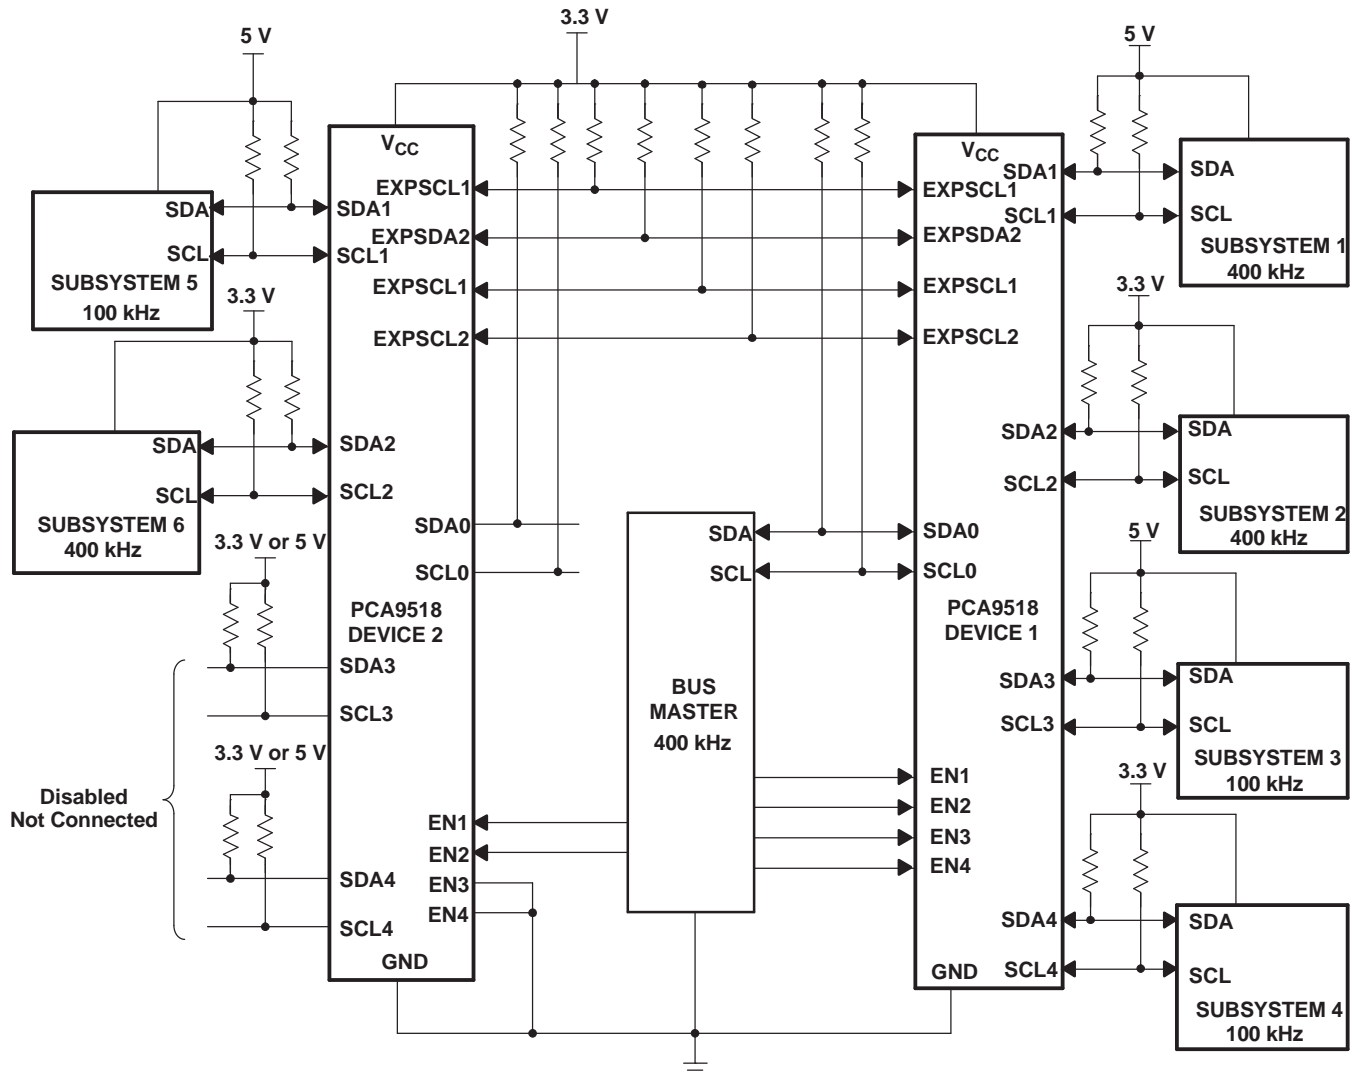 3.3 V
5 V
5 V
VCC
EXPSCL1
SDA
SDA1
EXPSDA2
SCL
SCL1
SUBSYSTEM 5
100 kHz
EXPSCL1
3.3 V
EXPSCL2
SDA
SDA2
SCL
SCL2
SUBSYSTEM 6
400 kHz
SDA0
3.3 V or 5 V
SCL0
PCA9518
DEVICE 2
SDA3
SCL3
3.3 V or 5 V
Disabled
Not Connected
EN1
EN2
SDA4
EN3
EN4
SCL4
GND
SDA
SCL
BUS
MASTER
400 kHz
VCC
SDA1
SDA
EXPSCL1
SCL1
SCL
EXPSDA2
SUBSYSTEM 1
400 kHz
EXPSCL1
3.3 V
EXPSCL2
SDA2
SDA
SCL2
SCL
SUBSYSTEM 2
400 kHz
SDA0
5 V
SCL0
PCA9518
DEVICE 1
SDA3
SDA
SCL3
SCL
SUBSYSTEM 3
100 kHz
EN1
3.3 V
EN2
EN3
EN4
SDA4
SDA
GND
SCL4
SCL
SUBSYSTEM 4
100 kHz